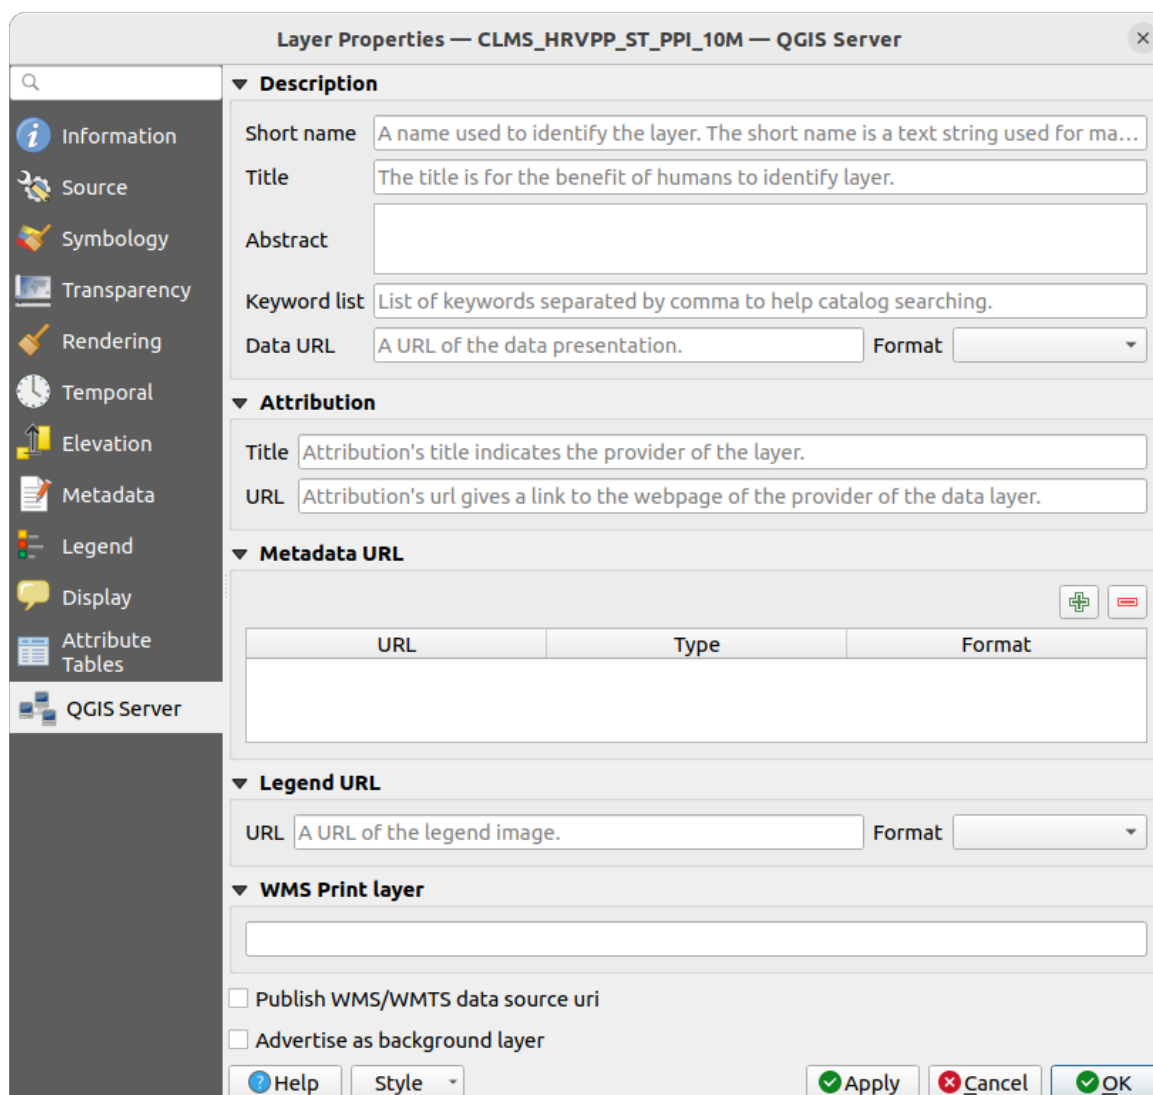 Layer Properties — CLMS_HRVPP_ST_PPI_10M — QGIS Server
Information
Source
Symbology
Transparency
Rendering
Temporal
Elevation
Metadata
Legend
Display
Attribute
Tables
QGIS Server
Description
Short name A name used to identify the layer. The short name is a text string used for ma...
Title The title is for the benefit of humans to identify layer.
Abstract
Keyword list List of keywords separated by comma to help catalog searching.
Data URL A URL of the data presentation. Format
Attribution
Title Attribution's title indicates the provider of the layer.
URL Attribution's url gives a link to the webpage of the provider of the data layer.
Metadata URL
URL Type Format
Legend URL
URL A URL of the legend image. Format
WMS Print layer
Publish WMS/WMTS data source uri
Advertise as background layer
Help Style Apply Cancel OK